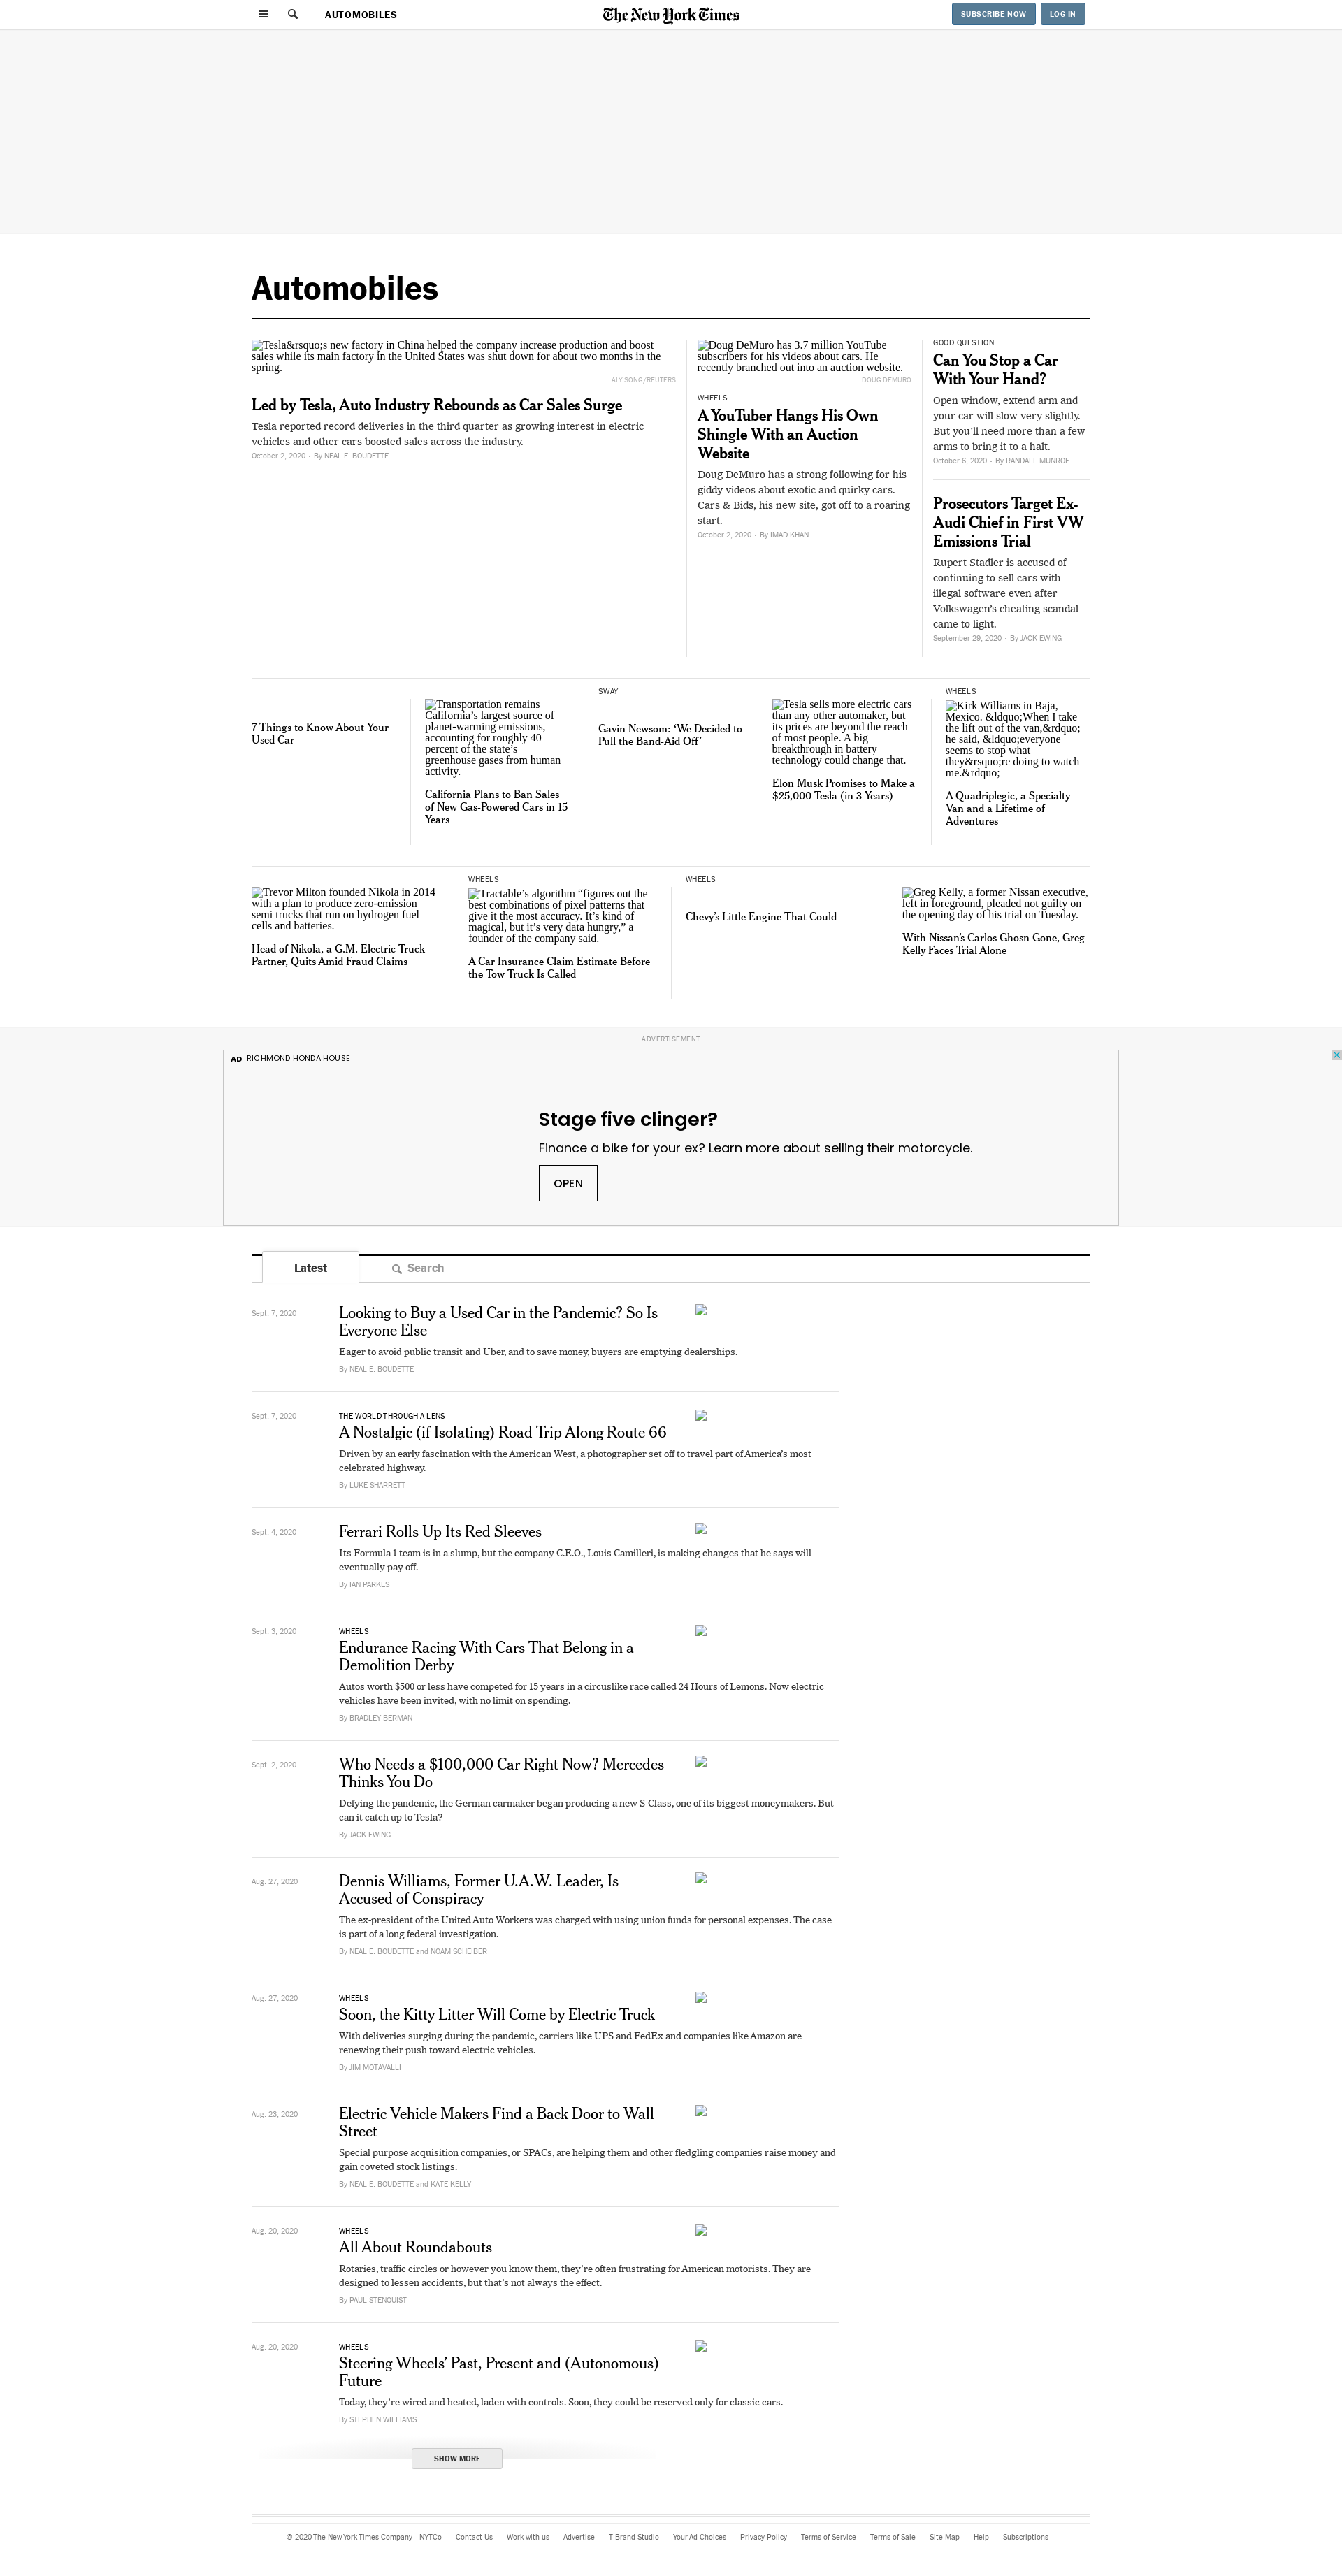 AUTOMOBILES
The New York Times
SUBSCRIBE NOW
LOG IN
Automobiles
Tesla&rsquo;s new factory in China helped the company increase production and boost
sales while its main factory in the United States was shut down for about two months in the
spring.
ALY SONG/REUTERS
Led by Tesla, Auto Industry Rebounds as Car Sales Surge
Tesla reported record deliveries in the third quarter as growing interest in electric
vehicles and other cars boosted sales across the industry.
October 2, 2020 • By NEAL E. BOUDETTE
Doug DeMuro has 3.7 million YouTube
subscribers for his videos about cars. He
recently branched out into an auction website.
DOUG DEMURO
WHEELS
A YouTuber Hangs His Own
Shingle With an Auction
Website
Doug DeMuro has a strong following for his
giddy videos about exotic and quirky cars.
Cars & Bids, his new site, got off to a roaring
start.
October 2, 2020 • By IMAD KHAN
GOOD QUESTION
Can You Stop a Car
With Your Hand?
Open window, extend arm and
your car will slow very slightly.
But you'll need more than a few
arms to bring it to a halt.
October 6, 2020 • By RANDALL MUNROE
Prosecutors Target Ex-
Audi Chief in First VW
Emissions Trial
Rupert Stadler is accused of
continuing to sell cars with
illegal software even after
Volkswagen's cheating scandal
came to light.
September 29, 2020 • By JACK EWING
7 Things to Know About Your
Used Car
Transportation remains
California's largest source of
planet-warming emissions,
accounting for roughly 40
percent of the state's
greenhouse gases from human
activity.
California Plans to Ban Sales
of New Gas-Powered Cars in 15
Years
SWAY
Gavin Newsom: 'We Decided to
Pull the Band-Aid Off'
Tesla sells more electric cars
than any other automaker, but
its prices are beyond the reach
of most people. A big
breakthrough in battery
technology could change that.
Elon Musk Promises to Make a
$25,000 Tesla (in 3 Years)
WHEELS
Kirk Williams in Baja,
Mexico. &ldquo;When I take
the lift out of the van,&rdquo;
he said, &ldquo;everyone
seems to stop what
they&rsquo;re doing to watch
me.&rdquo;
A Quadriplegic, a Specialty
Van and a Lifetime of
Adventures
Trevor Milton founded Nikola in 2014
with a plan to produce zero-emission
semi trucks that run on hydrogen fuel
cells and batteries.
Head of Nikola, a G.M. Electric Truck
Partner, Quits Amid Fraud Claims
WHEELS
Tractable's algorithm "figures out the
best combinations of pixel patterns that
give it the most accuracy. It's kind of
magical, but it's very data hungry," a
founder of the company said.
A Car Insurance Claim Estimate Before
the Tow Truck Is Called
WHEELS
Chevy's Little Engine That Could
Greg Kelly, a former Nissan executive,
left in foreground, pleaded not guilty on
the opening day of his trial on Tuesday.
With Nissan's Carlos Ghosn Gone, Greg
Kelly Faces Trial Alone
ADVERTISEMENT
AD RICHMOND HONDA HOUSE
Stage five clinger?
Finance a bike for your ex? Learn more about selling their motorcycle.
OPEN
Latest
Search
Sept. 7, 2020
Looking to Buy a Used Car in the Pandemic? So Is
Everyone Else
Eager to avoid public transit and Uber, and to save money, buyers are emptying dealerships.
By NEAL E. BOUDETTE
Sept. 7, 2020
THE WORLD THROUGH A LENS
A Nostalgic (if Isolating) Road Trip Along Route 66
Driven by an early fascination with the American West, a photographer set off to travel part of America's most
celebrated highway.
By LUKE SHARRETT
Sept. 4, 2020
Ferrari Rolls Up Its Red Sleeves
Its Formula 1 team is in a slump, but the company C.E.O., Louis Camilleri, is making changes that he says will
eventually pay off.
By IAN PARKES
Sept. 3, 2020
WHEELS
Endurance Racing With Cars That Belong in a
Demolition Derby
Autos worth $500 or less have competed for 15 years in a circuslike race called 24 Hours of Lemons. Now electric
vehicles have been invited, with no limit on spending.
By BRADLEY BERMAN
Sept. 2, 2020
Who Needs a $100,000 Car Right Now? Mercedes
Thinks You Do
Defying the pandemic, the German carmaker began producing a new S-Class, one of its biggest moneymakers. But
can it catch up to Tesla?
By JACK EWING
Aug. 27, 2020
Dennis Williams, Former U.A.W. Leader, Is
Accused of Conspiracy
The ex-president of the United Auto Workers was charged with using union funds for personal expenses. The case
is part of a long federal investigation.
By NEAL E. BOUDETTE and NOAM SCHEIBER
Aug. 27, 2020
WHEELS
Soon, the Kitty Litter Will Come by Electric Truck
With deliveries surging during the pandemic, carriers like UPS and FedEx and companies like Amazon are
renewing their push toward electric vehicles.
By JIM MOTAVALLI
Aug. 23, 2020
Electric Vehicle Makers Find a Back Door to Wall
Street
Special purpose acquisition companies, or SPACs, are helping them and other fledgling companies raise money and
gain coveted stock listings.
By NEAL E. BOUDETTE and KATE KELLY
Aug. 20, 2020
WHEELS
All About Roundabouts
Rotaries, traffic circles or however you know them, they're often frustrating for American motorists. They are
designed to lessen accidents, but that's not always the effect.
By PAUL STENQUIST
Aug. 20, 2020
WHEELS
Steering Wheels' Past, Present and (Autonomous)
Future
Today, they're wired and heated, laden with controls. Soon, they could be reserved only for classic cars.
By STEPHEN WILLIAMS
SHOW MORE
© 2020 The New York Times Company NYTCo Contact Us Work with us Advertise T Brand Studio Your Ad Choices Privacy Policy Terms of Service Terms of Sale Site Map Help Subscriptions